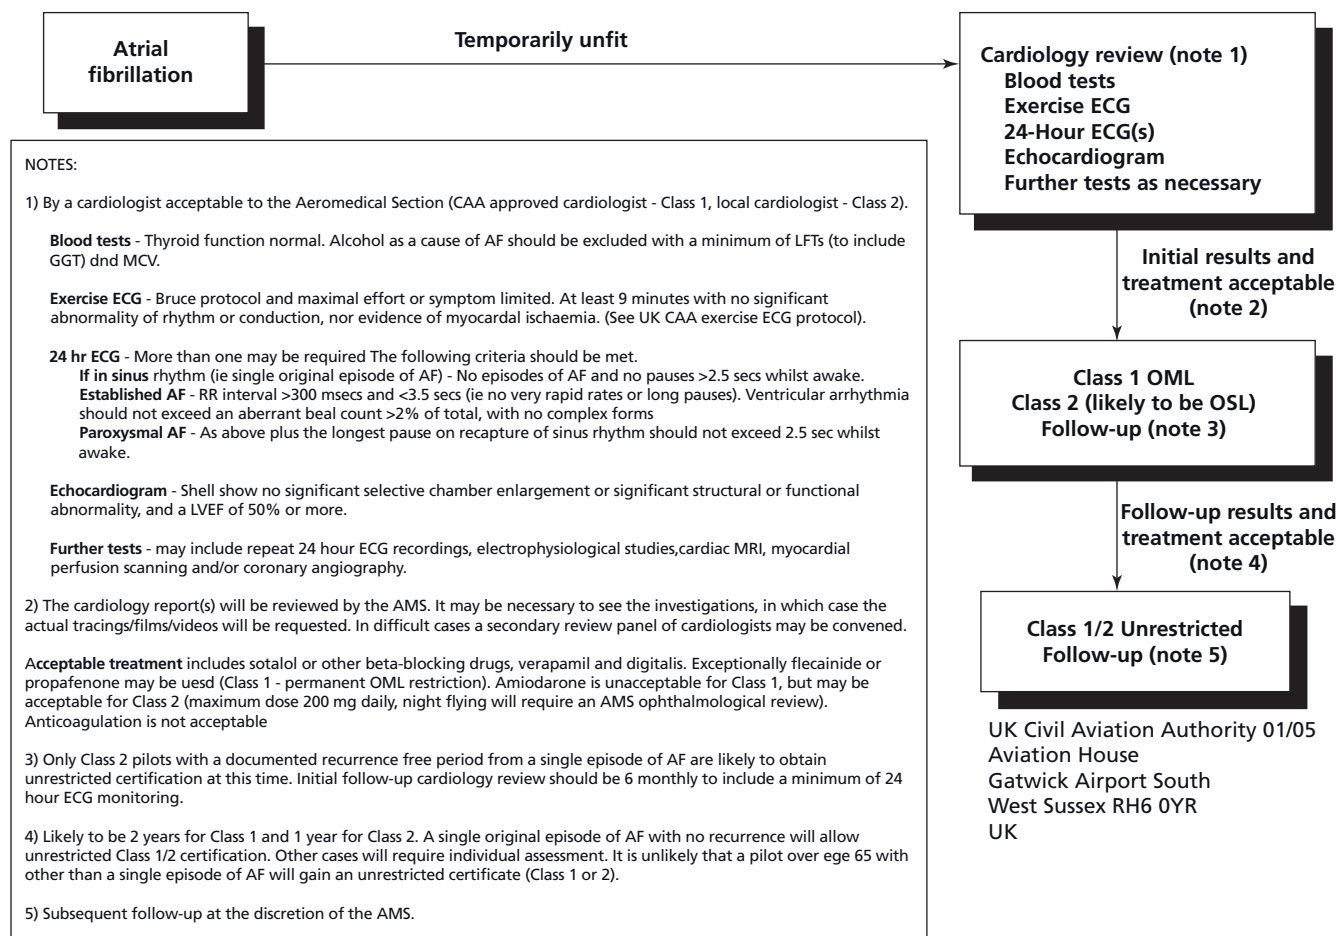 Atrial
fibrillation
Temporarily unfit
Cardiology review (note 1)
Blood tests
Exercise ECG
24-Hour ECG(s)
Echocardiogram
Further tests as necessary
Initial results and
treatment acceptable
(note 2)
Class 1 OML
Class 2 (likely to be OSL)
Follow-up (note 3)
Follow-up results and
treatment acceptable
(note 4)
Class 1/2 Unrestricted
Follow-up (note 5)
UK Civil Aviation Authority 01/05
Aviation House
Gatwick Airport South
West Sussex RH6 0YR
UK
NOTES:
1) By a cardiologist acceptable to the Aeromedical Section (CAA approved cardiologist - Class 1, local cardiologist - Class 2).
Blood tests - Thyroid function normal. Alcohol as a cause of AF should be excluded with a minimum of LFTs (to include
GGT) dnd MCV.
Exercise ECG - Bruce protocol and maximal effort or symptom limited. At least 9 minutes with no significant
abnormality of rhythm or conduction, nor evidence of myocardal ischaemia. (See UK CAA exercise ECG protocol).
24 hr ECG - More than one may be required The following criteria should be met.
If in sinus rhythm (ie single original episode of AF) - No episodes of AF and no pauses >2.5 secs whilst awake.
Established AF - RR interval >300 msecs and <3.5 secs (ie no very rapid rates or long pauses). Ventricular arrhythmia
should not exceed an aberrant beal count >2% of total, with no complex forms
Paroxysmal AF - As above plus the longest pause on recapture of sinus rhythm should not exceed 2.5 sec whilst
awake.
Echocardiogram - Shell show no significant selective chamber enlargement or significant structural or functional
abnormality, and a LVEF of 50% or more.
Further tests - may include repeat 24 hour ECG recordings, electrophysiological studies,cardiac MRI, myocardial
perfusion scanning and/or coronary angiography.
2) The cardiology report(s) will be reviewed by the AMS. It may be necessary to see the investigations, in which case the
actual tracings/films/videos will be requested. In difficult cases a secondary review panel of cardiologists may be convened.
Acceptable treatment includes sotalol or other beta-blocking drugs, verapamil and digitalis. Exceptionally flecainide or
propafenone may be uesd (Class 1 - permanent OML restriction). Amiodarone is unacceptable for Class 1, but may be
acceptable for Class 2 (maximum dose 200 mg daily, night flying will require an AMS ophthalmological review).
Anticoagulation is not acceptable
3) Only Class 2 pilots with a documented recurrence free period from a single episode of AF are likely to obtain
unrestricted certification at this time. Initial follow-up cardiology review should be 6 monthly to include a minimum of 24
hour ECG monitoring.
4) Likely to be 2 years for Class 1 and 1 year for Class 2. A single original episode of AF with no recurrence will allow
unrestricted Class 1/2 certification. Other cases will require individual assessment. It is unlikely that a pilot over ege 65 with
other than a single episode of AF will gain an unrestricted certificate (Class 1 or 2).
5) Subsequent follow-up at the discretion of the AMS.